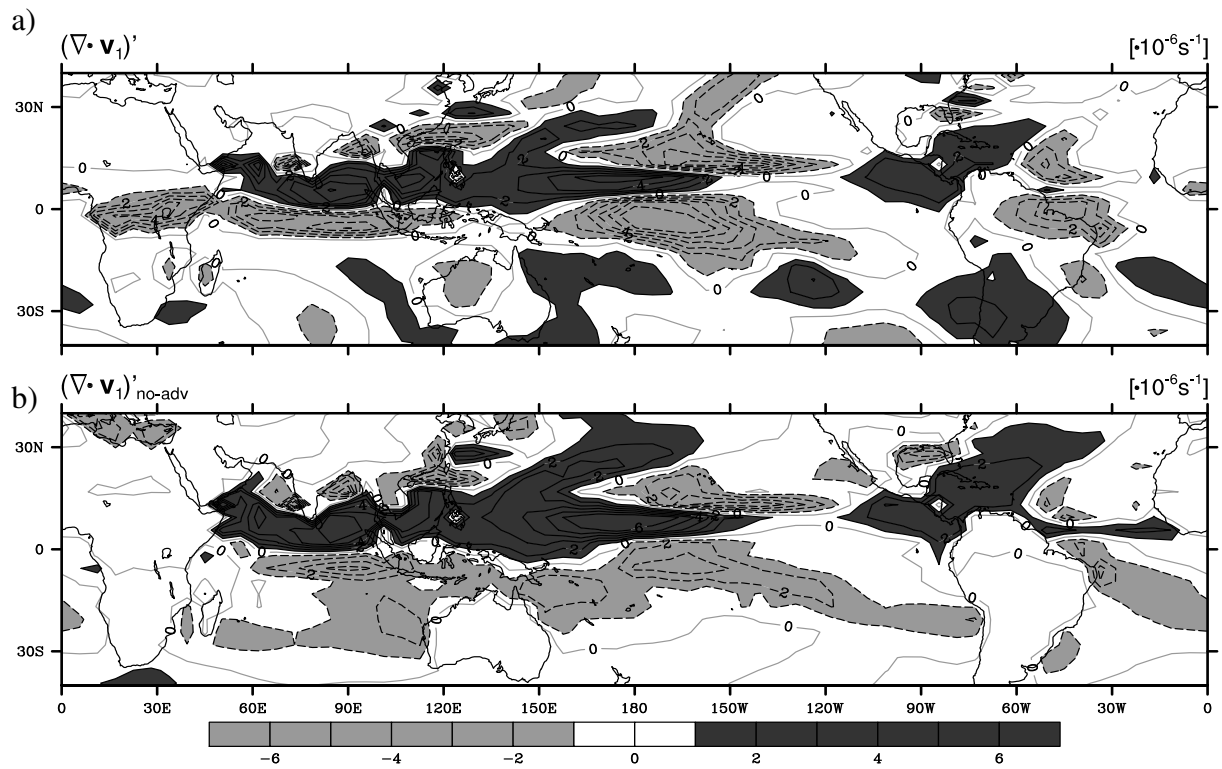 a)
(∇• v₁)’
[•10⁻⁶s⁻¹]
30N
0
30S
b)
(∇• v₁)’no-adv
[•10⁻⁶s⁻¹]
30N
0
30S
0 30E 60E 90E 120E 150E 180 150W 120W 90W 60W 30W 0
−6 −4 −2 0 2 4 6